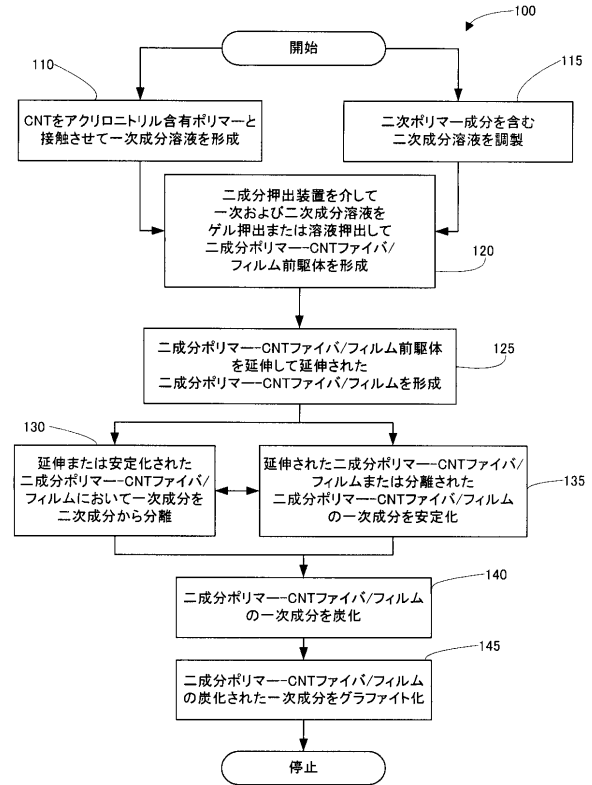 100
開始
110
CNTをアクリロニトリル含有ポリマーと
接触させて一次成分溶液を形成
115
二次ポリマー成分を含む
二次成分溶液を調製
二成分押出装置を介して
一次および二次成分溶液を
ゲル押出または溶液押出して
二成分ポリマー-CNTファイバ/
フィルム前駆体を形成
120
二成分ポリマー-CNTファイバ/フィルム前駆体
を延伸して延伸された
二成分ポリマー-CNTファイバ/フィルムを形成
125
130
延伸または安定化された
二成分ポリマー-CNTファイバ/
フィルムにおいて一次成分を
二次成分から分離
延伸された二成分ポリマー-CNTファイバ/
フィルムまたは分離された
二成分ポリマー-CNTファイバ/フィルム
の一次成分を安定化
135
140
二成分ポリマー-CNTファイバ/フィルム
の一次成分を炭化
145
二成分ポリマー-CNTファイバ/フィルム
の炭化された一次成分をグラファイト化
停止